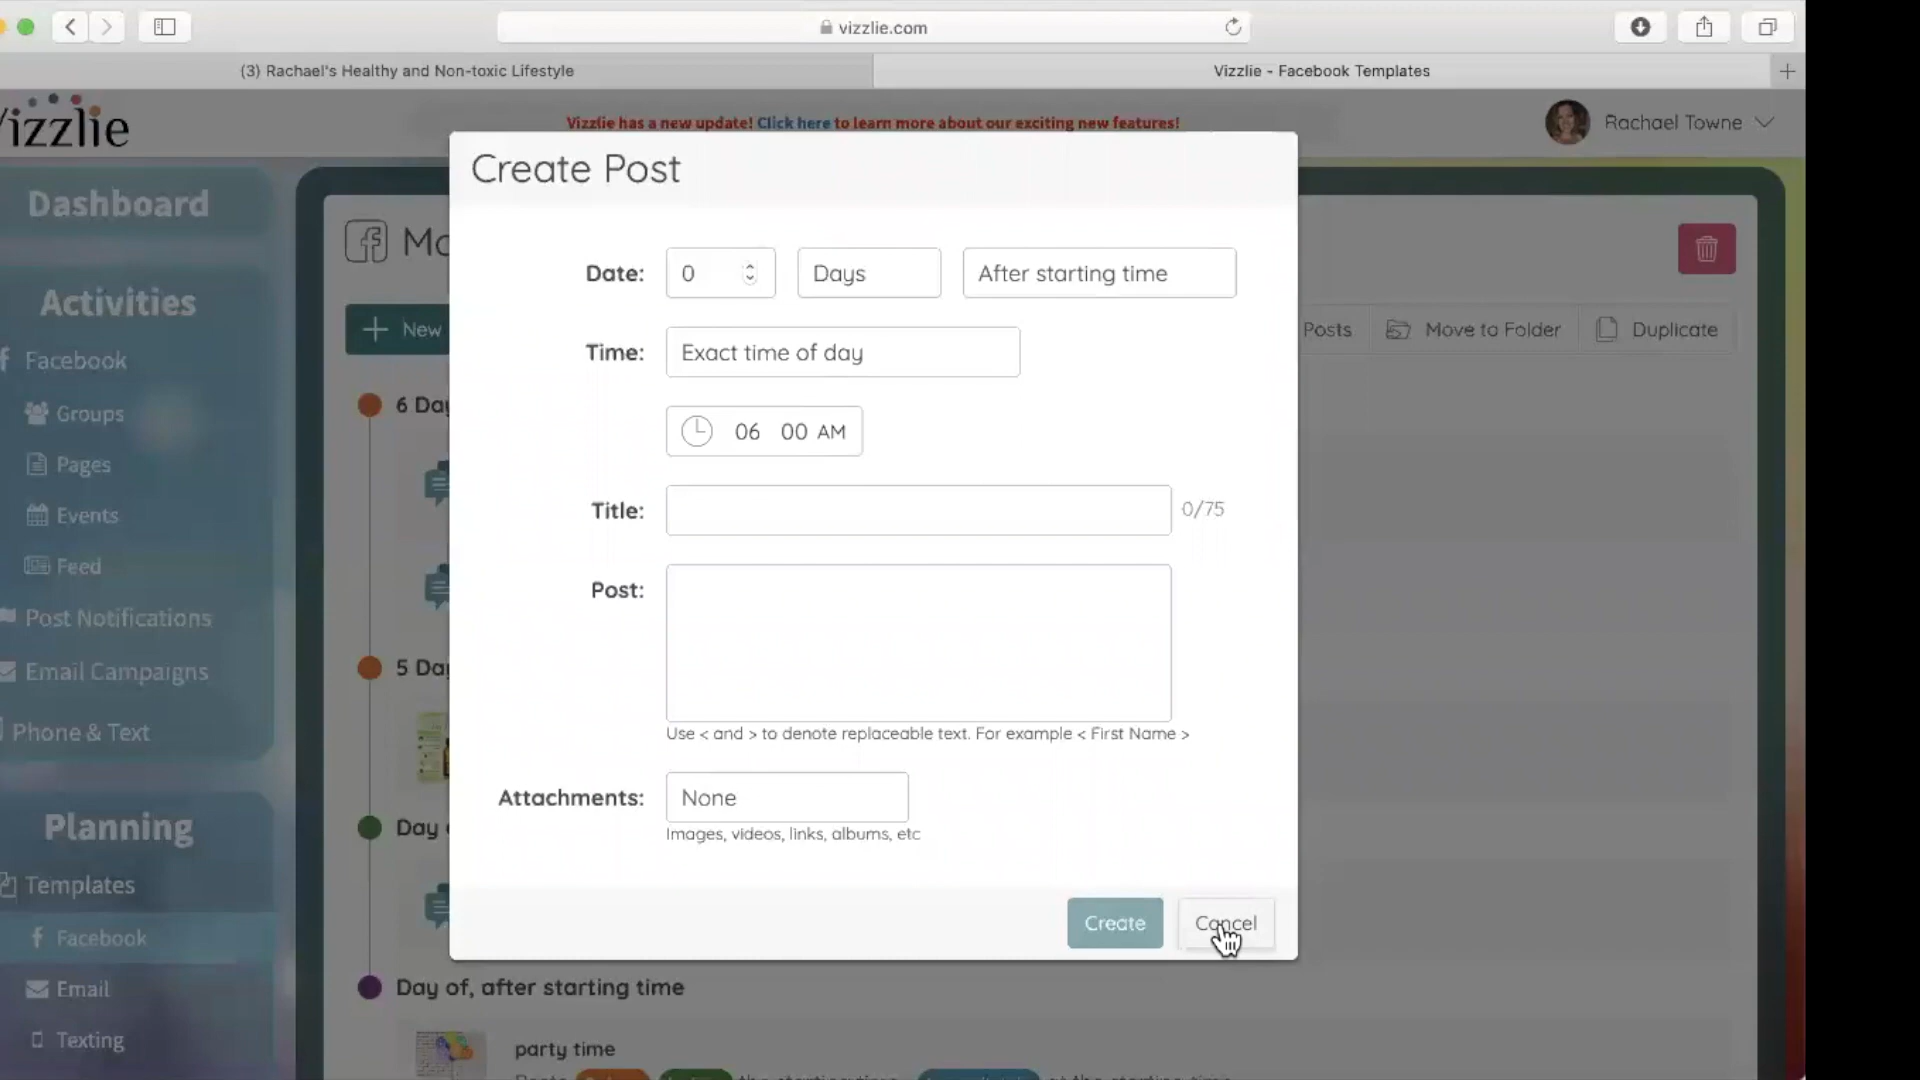 vizzlie.com
(3) Rachael's Healthy and Non-toxic Lifestyle
Vizzlie - Facebook Templates
Vizzlie
Vizzlie has a new update! Click here to learn more about our exciting new features!
Rachael Towne
Dashboard
Activities
Facebook
Groups
Pages
Events
Feed
Post Notifications
Email Campaigns
Phone & Text
Planning
Templates
Facebook
Email
Texting
New
Posts
Move to Folder
Duplicate
6 Day
5 Day
Day
Day of, after starting time
party time
Create Post
Date:
0
Days
After starting time
Time:
Exact time of day
06 00 AM
Title:
0/75
Post:
Use < and > to denote replaceable text. For example < First Name >
Attachments:
None
Images, videos, links, albums, etc
Create
Cancel